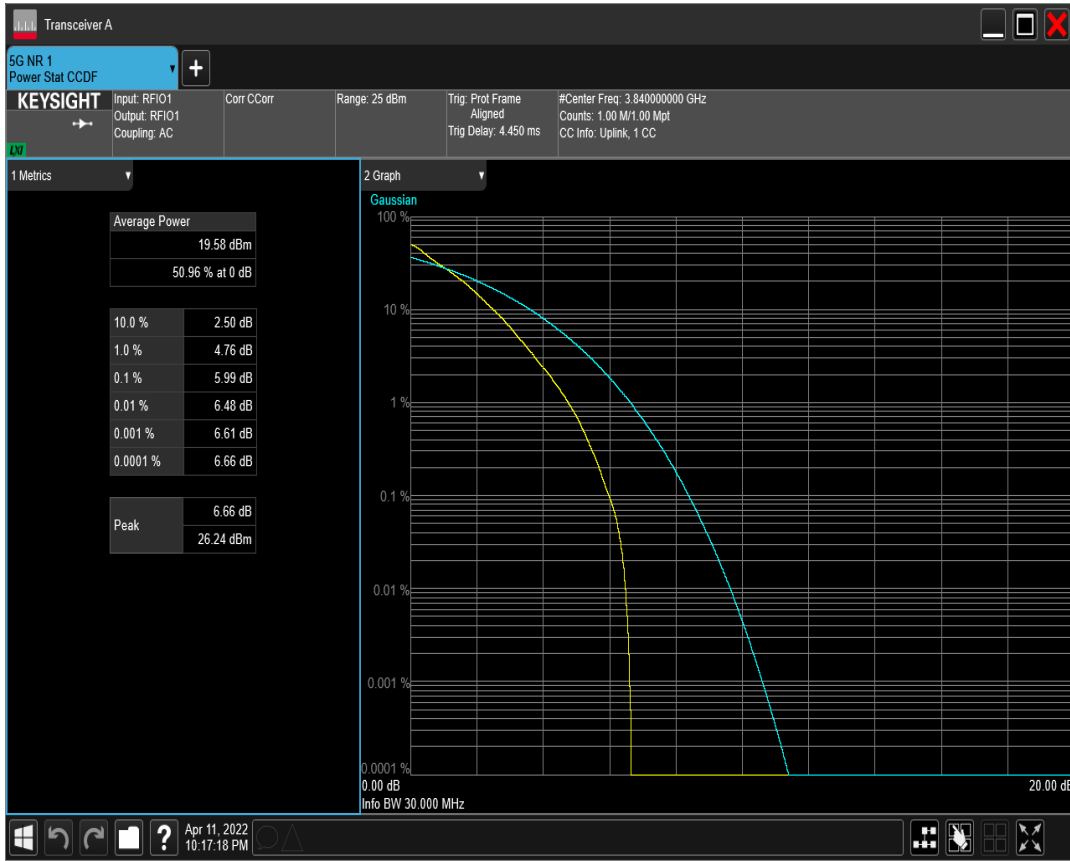 Transceiver A
5G NR 1
Power Stat CCDF
KEYSIGHT
LXI
Input: RFIO1
Output: RFIO1
Coupling: AC
Corr CCorr
Range: 25 dBm
Trig: Prot Frame
Aligned
Trig Delay: 4.450 ms
#Center Freq: 3.840000000 GHz
Counts: 1.00 M/1.00 Mpt
CC Info: Uplink, 1 CC
1 Metrics
Average Power
19.58 dBm
50.96 % at 0 dB
10.0 % 2.50 dB
1.0 % 4.76 dB
0.1 % 5.99 dB
0.01 % 6.48 dB
0.001 % 6.61 dB
0.0001 % 6.66 dB
Peak 6.66 dB
26.24 dBm
2 Graph
Gaussian
100 %
10 %
1 %
0.1 %
0.01 %
0.001 %
0.0001 %
0.00 dB 20.00 dB
Info BW 30.000 MHz
? Apr 11, 2022
10:17:18 PM